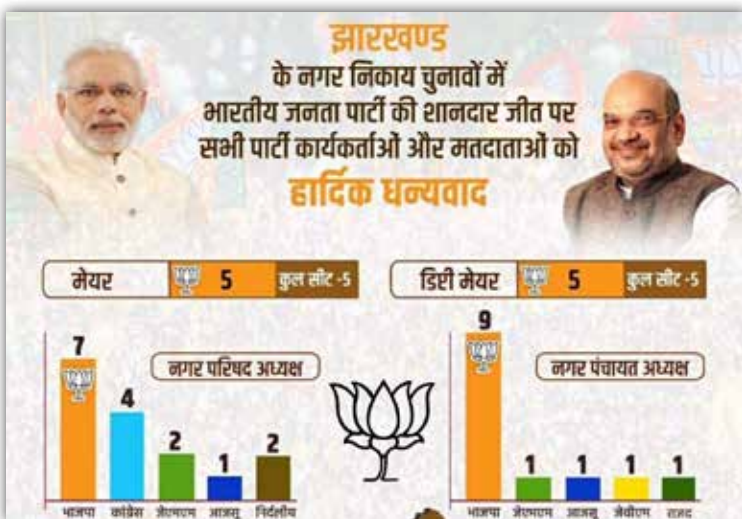 झारखण्ड
के नगर निकाय चुनावों में
भारतीय जनता पार्टी की शानदार जीत पर
सभी पार्टी कार्यकर्ताओं और मतदाताओं को
हार्दिक धन्यवाद
मेयर 5 कुल सीट -5
डिप्टी मेयर 5 कुल सीट -5
नगर परिषद अध्यक्ष
7 4 2 1 2
भाजपा कांग्रेस जेएमएम आजसू निर्दलीय
नगर पंचायत अध्यक्ष
9 1 1 1 1
भाजपा जेएमएम आजसू जेवीएम राजद